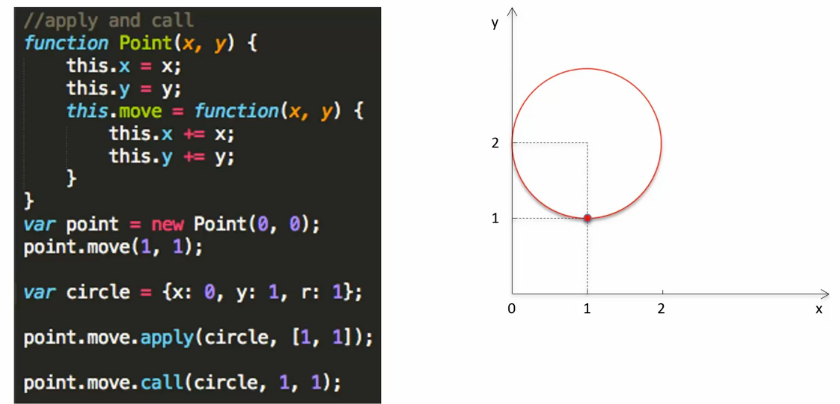 //apply and call
function Point(x, y) {
    this.x = x;
    this.y = y;
    this.move = function(x, y) {
        this.x += x;
        this.y += y;
    }
}
var point = new Point(0, 0);
point.move(1, 1);
var circle = {x: 0, y: 1, r: 1};
point.move.apply(circle, [1, 1]);
point.move.call(circle, 1, 1);
y
2
1
0 1 2 x